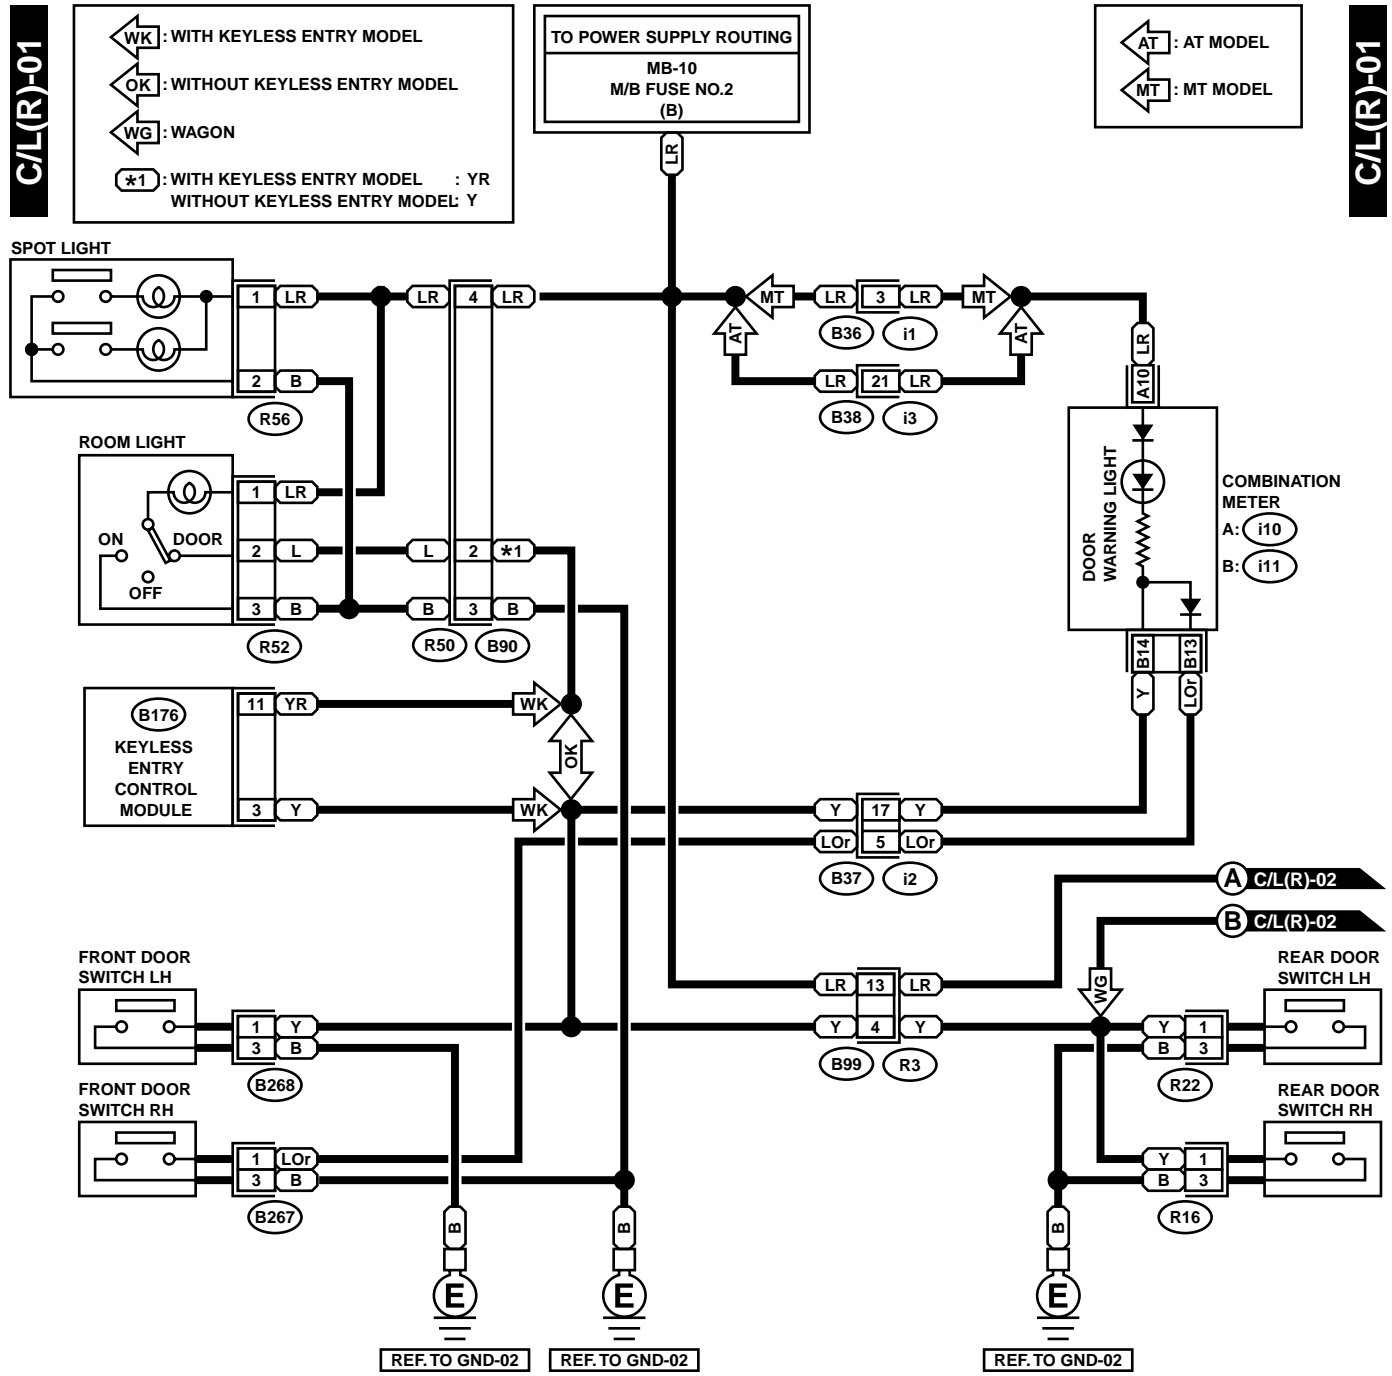 C/L(R)-01
WK : WITH KEYLESS ENTRY MODEL
OK : WITHOUT KEYLESS ENTRY MODEL
WG : WAGON
*1 : WITH KEYLESS ENTRY MODEL : YR
WITHOUT KEYLESS ENTRY MODEL : Y
TO POWER SUPPLY ROUTING
MB-10
M/B FUSE NO.2
(B)
LR
AT : AT MODEL
MT : MT MODEL
C/L(R)-01
SPOT LIGHT
1 LR
LR 4 LR
2 B
R56
MT
LR 3 LR
MT
B36 i1
AT
AT
LR 21 LR
B38 i3
LR
A10
ROOM LIGHT
1 LR
ON
DOOR
OFF
2 L
L 2 *1
3 B
B 3 B
R52
R50 B90
DOOR
WARNING LIGHT
COMBINATION
METER
A: i10
B: i11
B14 B13
Y LOr
B176
KEYLESS
ENTRY
CONTROL
MODULE
11 YR
WK
OK
3 Y
WK
Y 17 Y
LOr 5 LOr
B37 i2
A C/L(R)-02
B C/L(R)-02
FRONT DOOR
SWITCH LH
1 Y
3 B
B268
LR 13 LR
Y 4 Y
B99 R3
WG
REAR DOOR
SWITCH LH
Y 1
B 3
R22
FRONT DOOR
SWITCH RH
1 LOr
3 B
B267
REAR DOOR
SWITCH RH
Y 1
B 3
R16
B
B
B
E
E
E
REF. TO GND-02
REF. TO GND-02
REF. TO GND-02